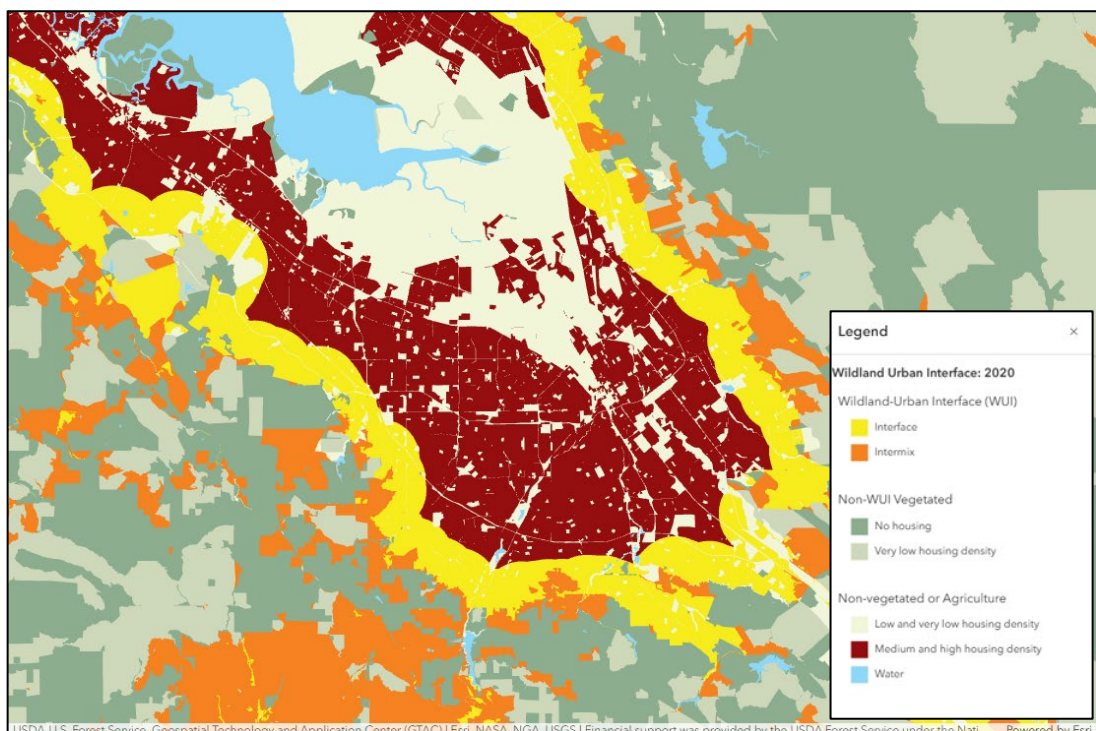 Legend ×
Wildland Urban Interface: 2020
Wildland-Urban Interface (WUI)
Interface
Intermix
Non-WUI Vegetated
No housing
Very low housing density
Non-vegetated or Agriculture
Low and very low housing density
Medium and high housing density
Water
USDA U.S. Forest Service, Geospatial Technology and Application Center (GTAC) | Esri, NASA, NGA, USGS | Financial support was provided by the USDA Forest Service under the Nati... Powered by Esri